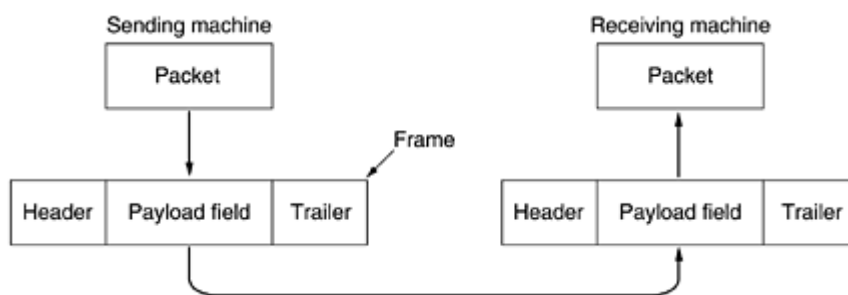 Sending machine
Receiving machine
Packet
Packet
Frame
Header
Payload field
Trailer
Header
Payload field
Trailer